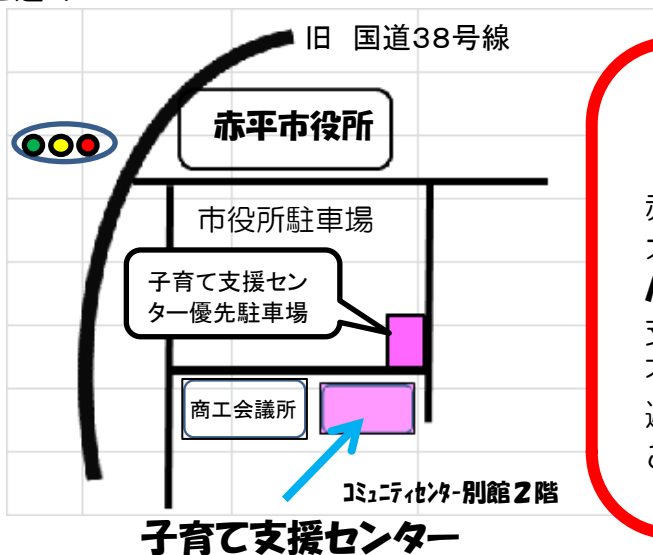 旧 国道38号線
赤平市役所
市役所駐車場
子育て支援セン
ター優先駐車場
商工会議所
コミュニティセンター別館２階
子育て支援センター